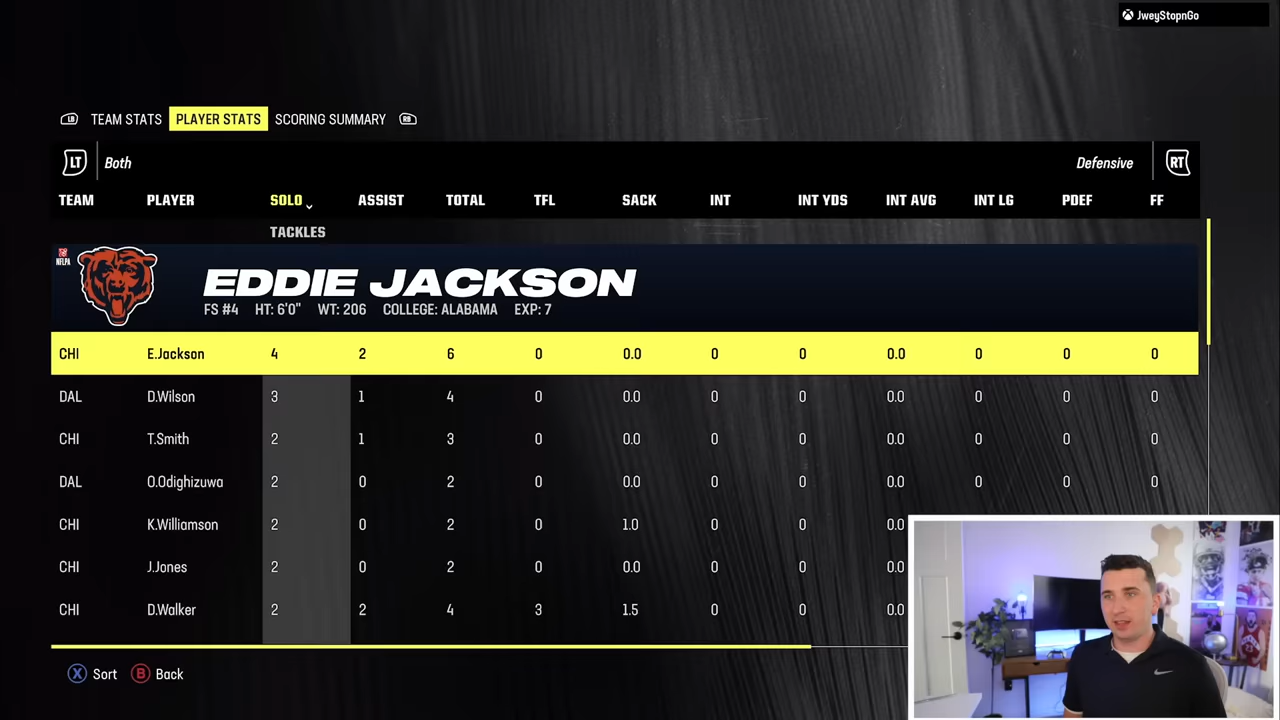 JweyStopnGo
LB TEAM STATS PLAYER STATS SCORING SUMMARY RB
LT Both Defensive RT
TEAM PLAYER SOLO ASSIST TOTAL TFL SACK INT INT YDS INT AVG INT LG PDEF FF
TACKLES
NFLPA
EDDIE JACKSON
FS #4 HT: 6'0" WT: 206 COLLEGE: ALABAMA EXP: 7
CHI E.Jackson 4 2 6 0 0.0 0 0 0.0 0 0 0
DAL D.Wilson 3 1 4 0 0.0 0 0 0.0 0 0 0
CHI T.Smith 2 1 3 0 0.0 0 0 0.0 0 0 0
DAL O.Odighizuwa 2 0 2 0 0.0 0 0 0.0 0 0 0
CHI K.Williamson 2 0 2 0 1.0 0 0 0.0
CHI J.Jones 2 0 2 0 0.0 0 0 0.0
CHI D.Walker 2 2 4 3 1.5 0 0 0.0
X Sort B Back